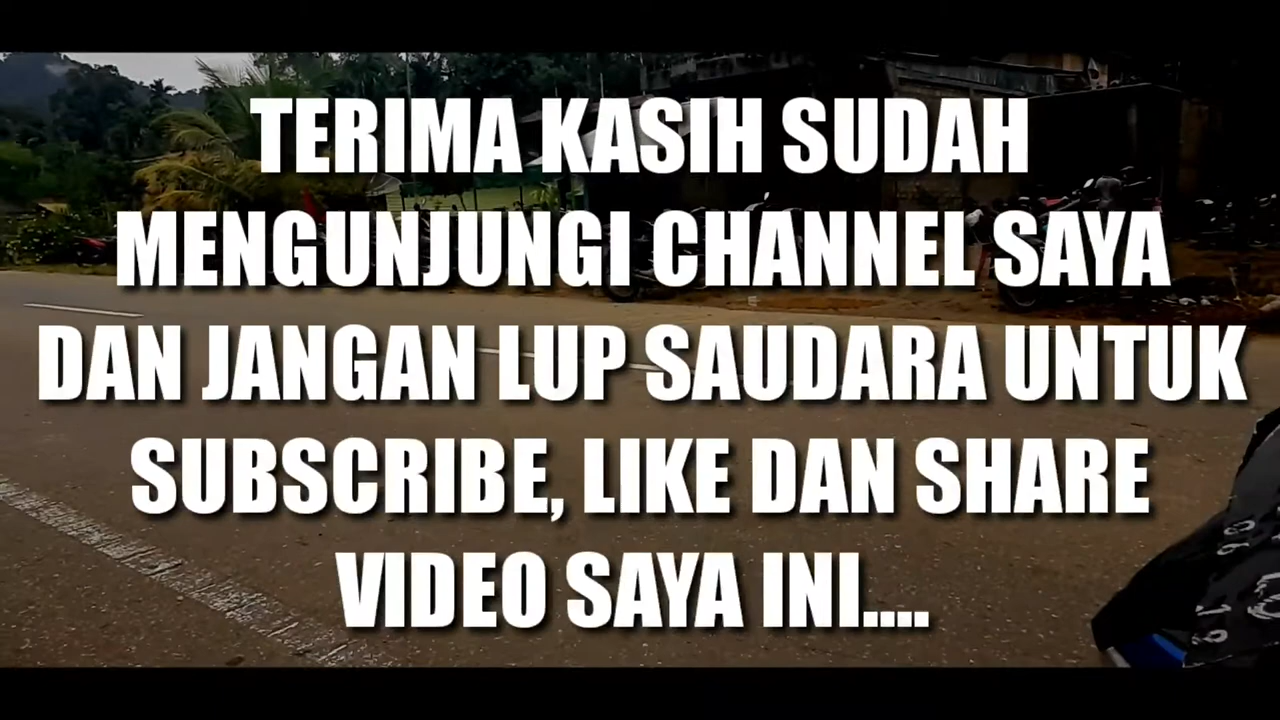 TERIMA KASIH SUDAH
MENGUNJUNGI CHANNEL SAYA
DAN JANGAN LUP SAUDARA UNTUK
SUBSCRIBE, LIKE DAN SHARE
VIDEO SAYA INI....